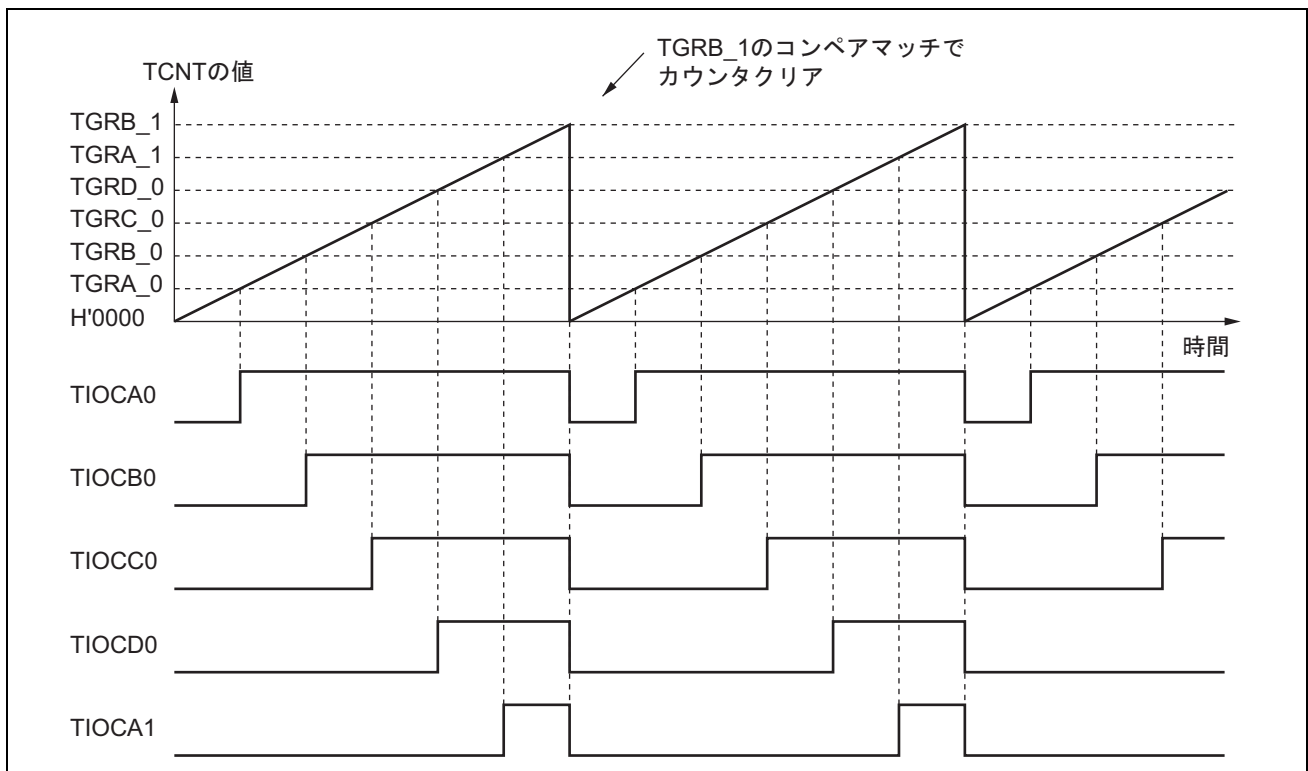 TGRB_1のコンペアマッチで
カウンタクリア
TCNTの値
TGRB_1
TGRA_1
TGRD_0
TGRC_0
TGRB_0
TGRA_0
H'0000
時間
TIOCA0
TIOCB0
TIOCC0
TIOCD0
TIOCA1